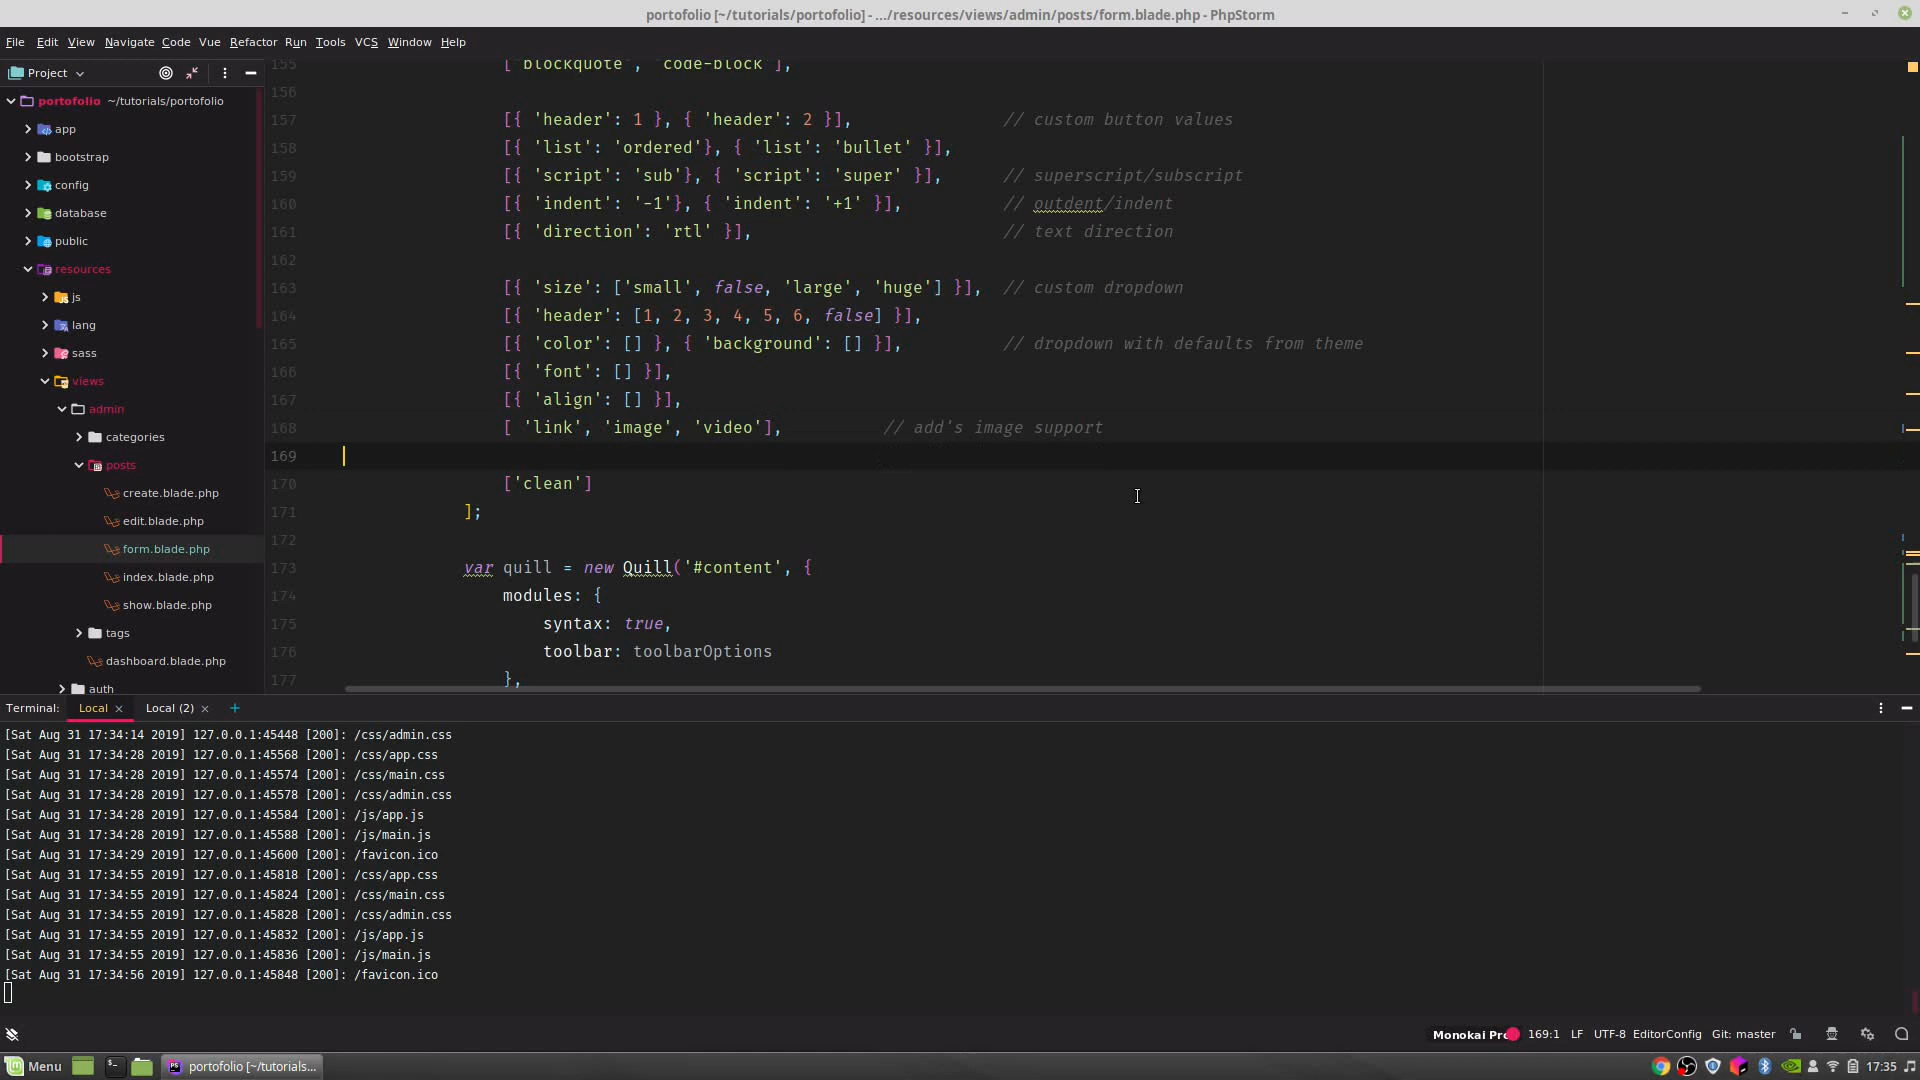 portofolio [~/tutorials/portofolio] - .../resources/views/admin/posts/form.blade.php - PhpStorm
File Edit View Navigate Code Vue Refactor Run Tools VCS Window Help
Project
portofolio ~/tutorials/portofolio
app
bootstrap
config
database
public
resources
js
lang
sass
views
admin
categories
posts
create.blade.php
edit.blade.php
form.blade.php
index.blade.php
show.blade.php
tags
dashboard.blade.php
auth
155 ['blockquote', 'code-block'],
156
157 [{ 'header': 1 }, { 'header': 2 }], // custom button values
158 [{ 'list': 'ordered'}, { 'list': 'bullet' }],
159 [{ 'script': 'sub'}, { 'script': 'super' }], // superscript/subscript
160 [{ 'indent': '-1'}, { 'indent': '+1' }], // outdent/indent
161 [{ 'direction': 'rtl' }], // text direction
162
163 [{ 'size': ['small', false, 'large', 'huge'] }], // custom dropdown
164 [{ 'header': [1, 2, 3, 4, 5, 6, false] }],
165 [{ 'color': [] }, { 'background': [] }], // dropdown with defaults from theme
166 [{ 'font': [] }],
167 [{ 'align': [] }],
168 [ 'link', 'image', 'video'], // add's image support
169
170 ['clean']
171 ];
172
173 var quill = new Quill('#content', {
174 modules: {
175 syntax: true,
176 toolbar: toolbarOptions
177 },
Terminal: Local × Local (2) × +
[Sat Aug 31 17:34:14 2019] 127.0.0.1:45448 [200]: /css/admin.css
[Sat Aug 31 17:34:28 2019] 127.0.0.1:45568 [200]: /css/app.css
[Sat Aug 31 17:34:28 2019] 127.0.0.1:45574 [200]: /css/main.css
[Sat Aug 31 17:34:28 2019] 127.0.0.1:45578 [200]: /css/admin.css
[Sat Aug 31 17:34:28 2019] 127.0.0.1:45584 [200]: /js/app.js
[Sat Aug 31 17:34:28 2019] 127.0.0.1:45588 [200]: /js/main.js
[Sat Aug 31 17:34:29 2019] 127.0.0.1:45600 [200]: /favicon.ico
[Sat Aug 31 17:34:55 2019] 127.0.0.1:45818 [200]: /css/app.css
[Sat Aug 31 17:34:55 2019] 127.0.0.1:45824 [200]: /css/main.css
[Sat Aug 31 17:34:55 2019] 127.0.0.1:45828 [200]: /css/admin.css
[Sat Aug 31 17:34:55 2019] 127.0.0.1:45832 [200]: /js/app.js
[Sat Aug 31 17:34:55 2019] 127.0.0.1:45836 [200]: /js/main.js
[Sat Aug 31 17:34:56 2019] 127.0.0.1:45848 [200]: /favicon.ico
Monokai Pro 169:1 LF UTF-8 EditorConfig Git: master
Menu portofolio [~/tutorials... 17:35